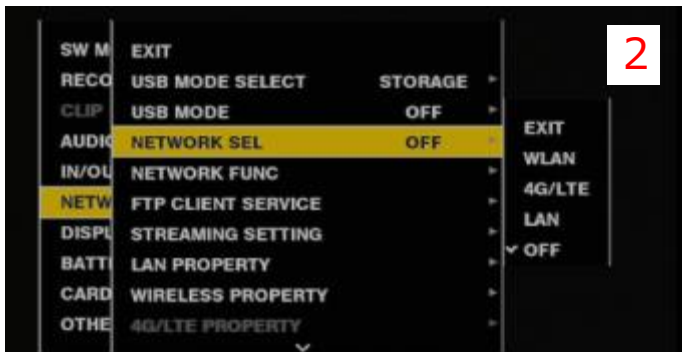 2
SW M
RECO
CLIP
AUDIO
IN/OU
NETW
DISPL
BATTI
CARD
OTHE
EXIT
USB MODE SELECT STORAGE
USB MODE OFF
NETWORK SEL OFF
NETWORK FUNC
FTP CLIENT SERVICE
STREAMING SETTING
LAN PROPERTY
WIRELESS PROPERTY
4G/LTE PROPERTY
EXIT
WLAN
4G/LTE
LAN
OFF